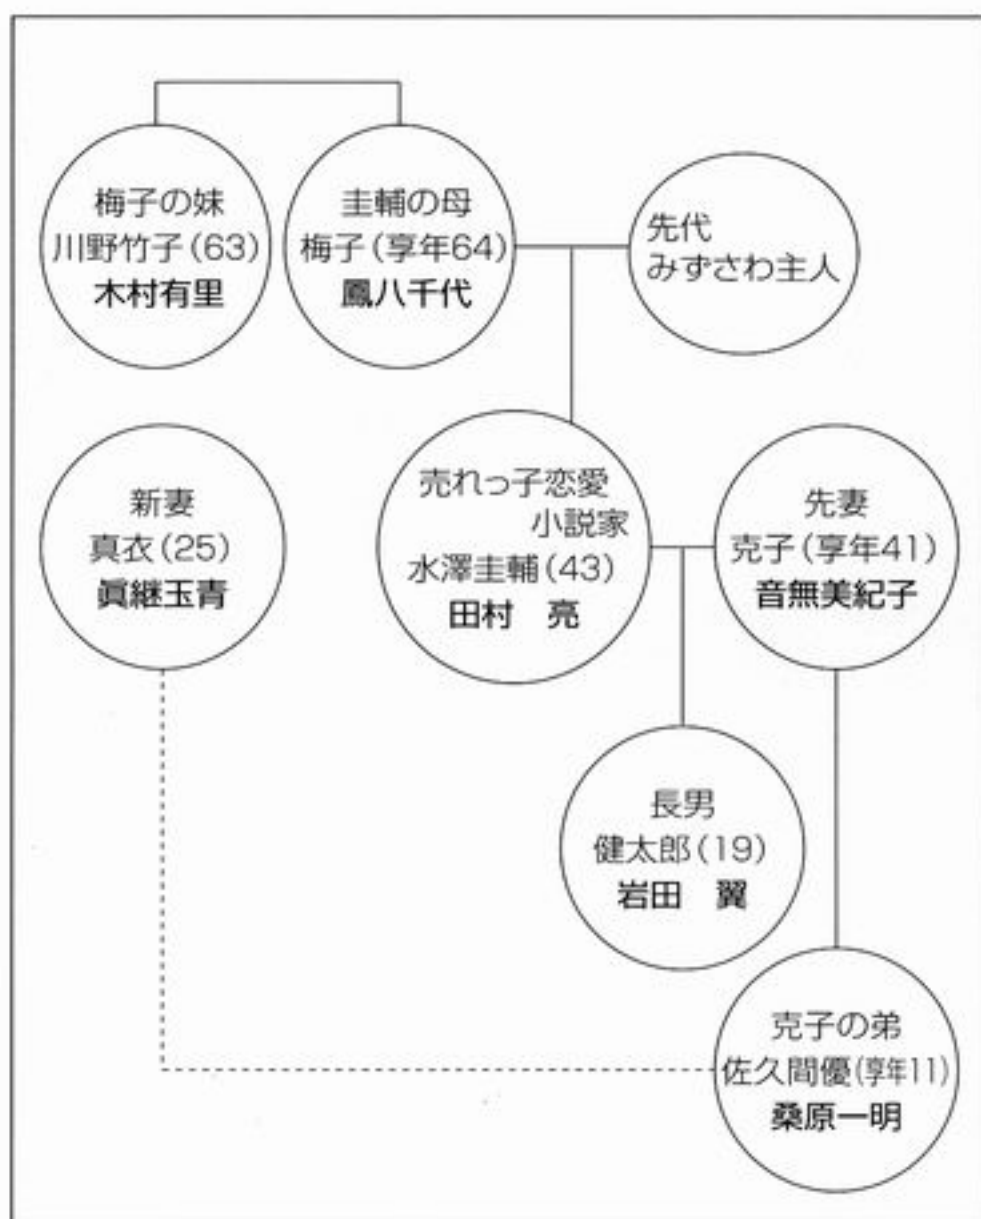 梅子の妹
川野竹子(63)
木村有里
圭輔の母
梅子(享年64)
鳳八千代
先代
みずさわ主人
新妻
真衣(25)
眞継玉青
売れっ子恋愛
小説家
水澤圭輔(43)
田村　亮
先妻
克子(享年41)
音無美紀子
長男
健太郎(19)
岩田　翼
克子の弟
佐久間優(享年11)
桑原一明